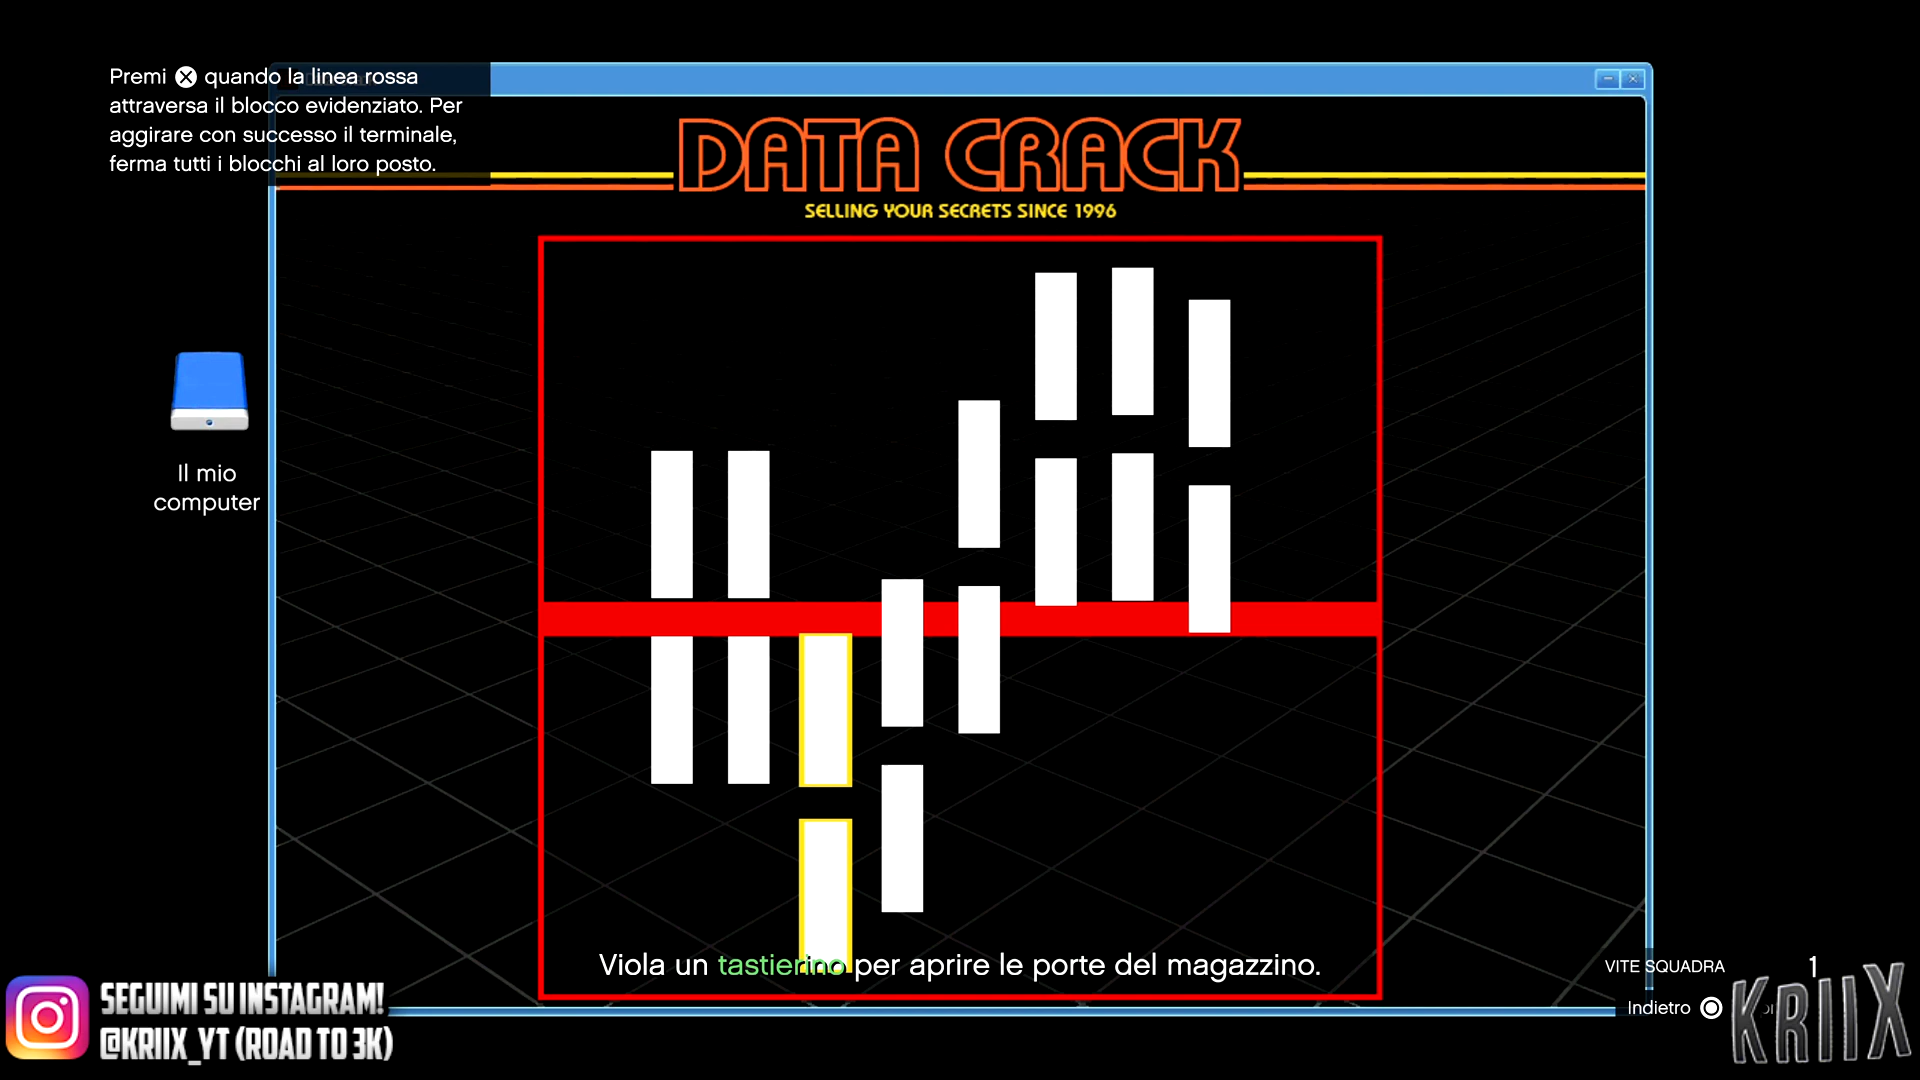 Premi ⓧ quando la linea rossa
attraversa il blocco evidenziato. Per
aggirare con successo il terminale,
ferma tutti i blocchi al loro posto.
DATA CRACK
SELLING YOUR SECRETS SINCE 1996
Il mio
computer
Viola un tastierino per aprire le porte del magazzino.
VITE SQUADRA 1
Indietro
SEGUIMI SU INSTAGRAM!
@KRIIX_YT (ROAD TO 3K)
KRIIX